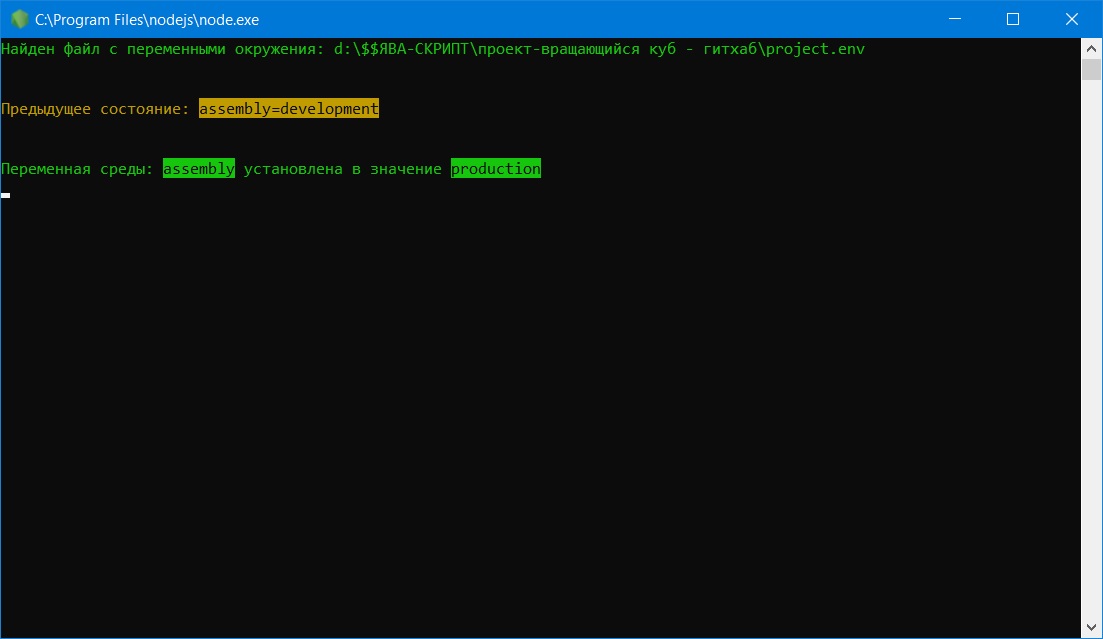 C:\Program Files\nodejs\node.exe
Найден файл с переменными окружения: d:\$$ЯВА-СКРИПТ\проект-вращающийся куб - гитхаб\project.env
Предыдущее состояние: assembly=development
Переменная среды: assembly установлена в значение production